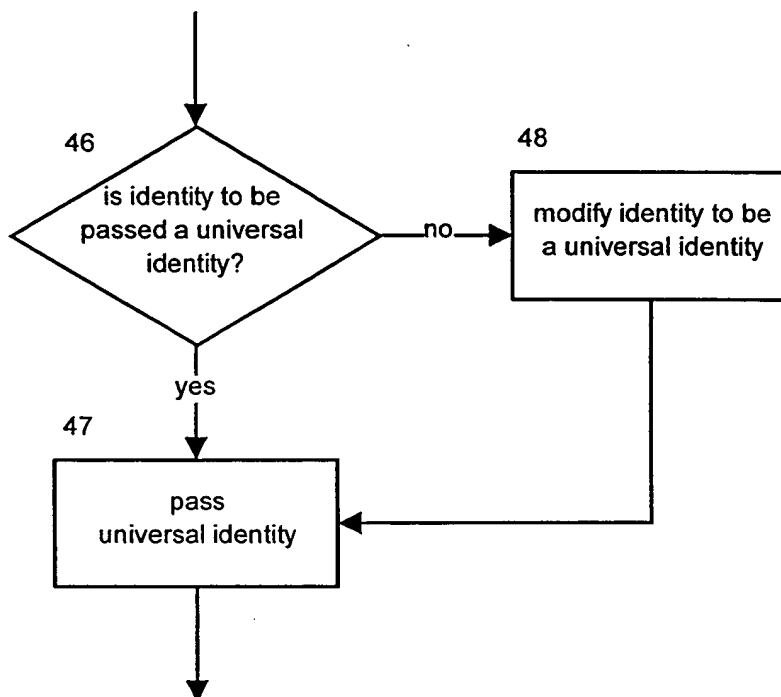 46
is identity to be
passed a universal
identity?
no
48
modify identity to be
a universal identity
yes
47
pass
universal identity